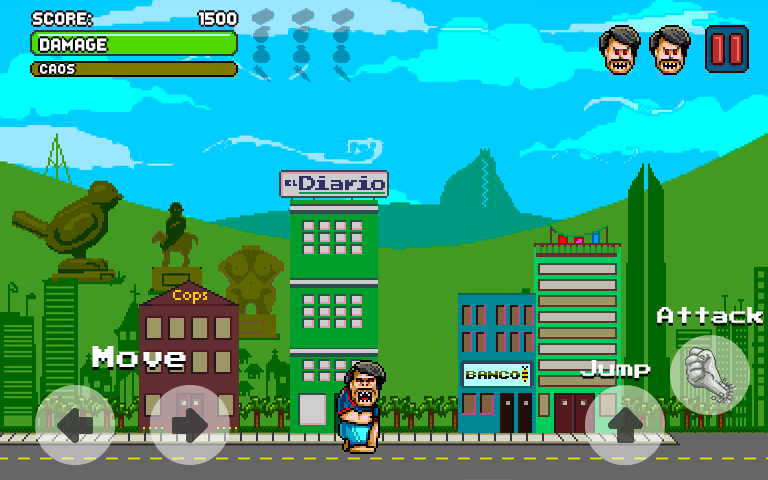 SCORE: 1500
DAMAGE
CAOS
EL Diario
Cops
Attack
Move
Jump
BANCO